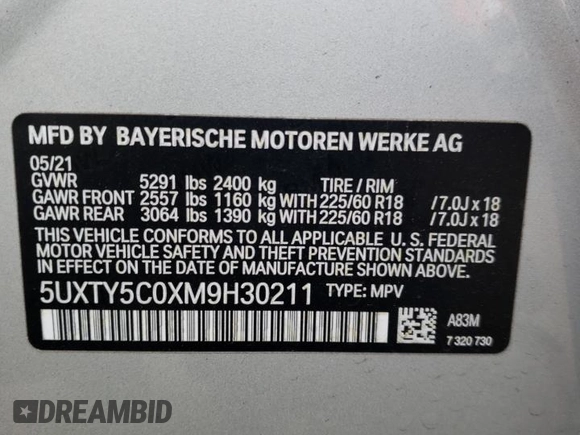 MFD BY BAYERISCHE MOTOREN WERKE AG
05/21
GVWR 5291 lbs 2400 kg TIRE / RIM
GAWR FRONT 2557 lbs 1160 kg WITH 225/60 R18 /7.0J x 18
GAWR REAR 3064 lbs 1390 kg WITH 225/60 R18 /7.0J x 18
THIS VEHICLE CONFORMS TO ALL APPLICABLE U. S. FEDERAL
MOTOR VEHICLE SAFETY AND THEFT PREVENTION STANDARDS
IN EFFECT ON THE DATE OF MANUFACTURE SHOWN ABOVE.
5UXTY5C0XM9H30211 TYPE: MPV
A83M
7 320 730
DREAMBID